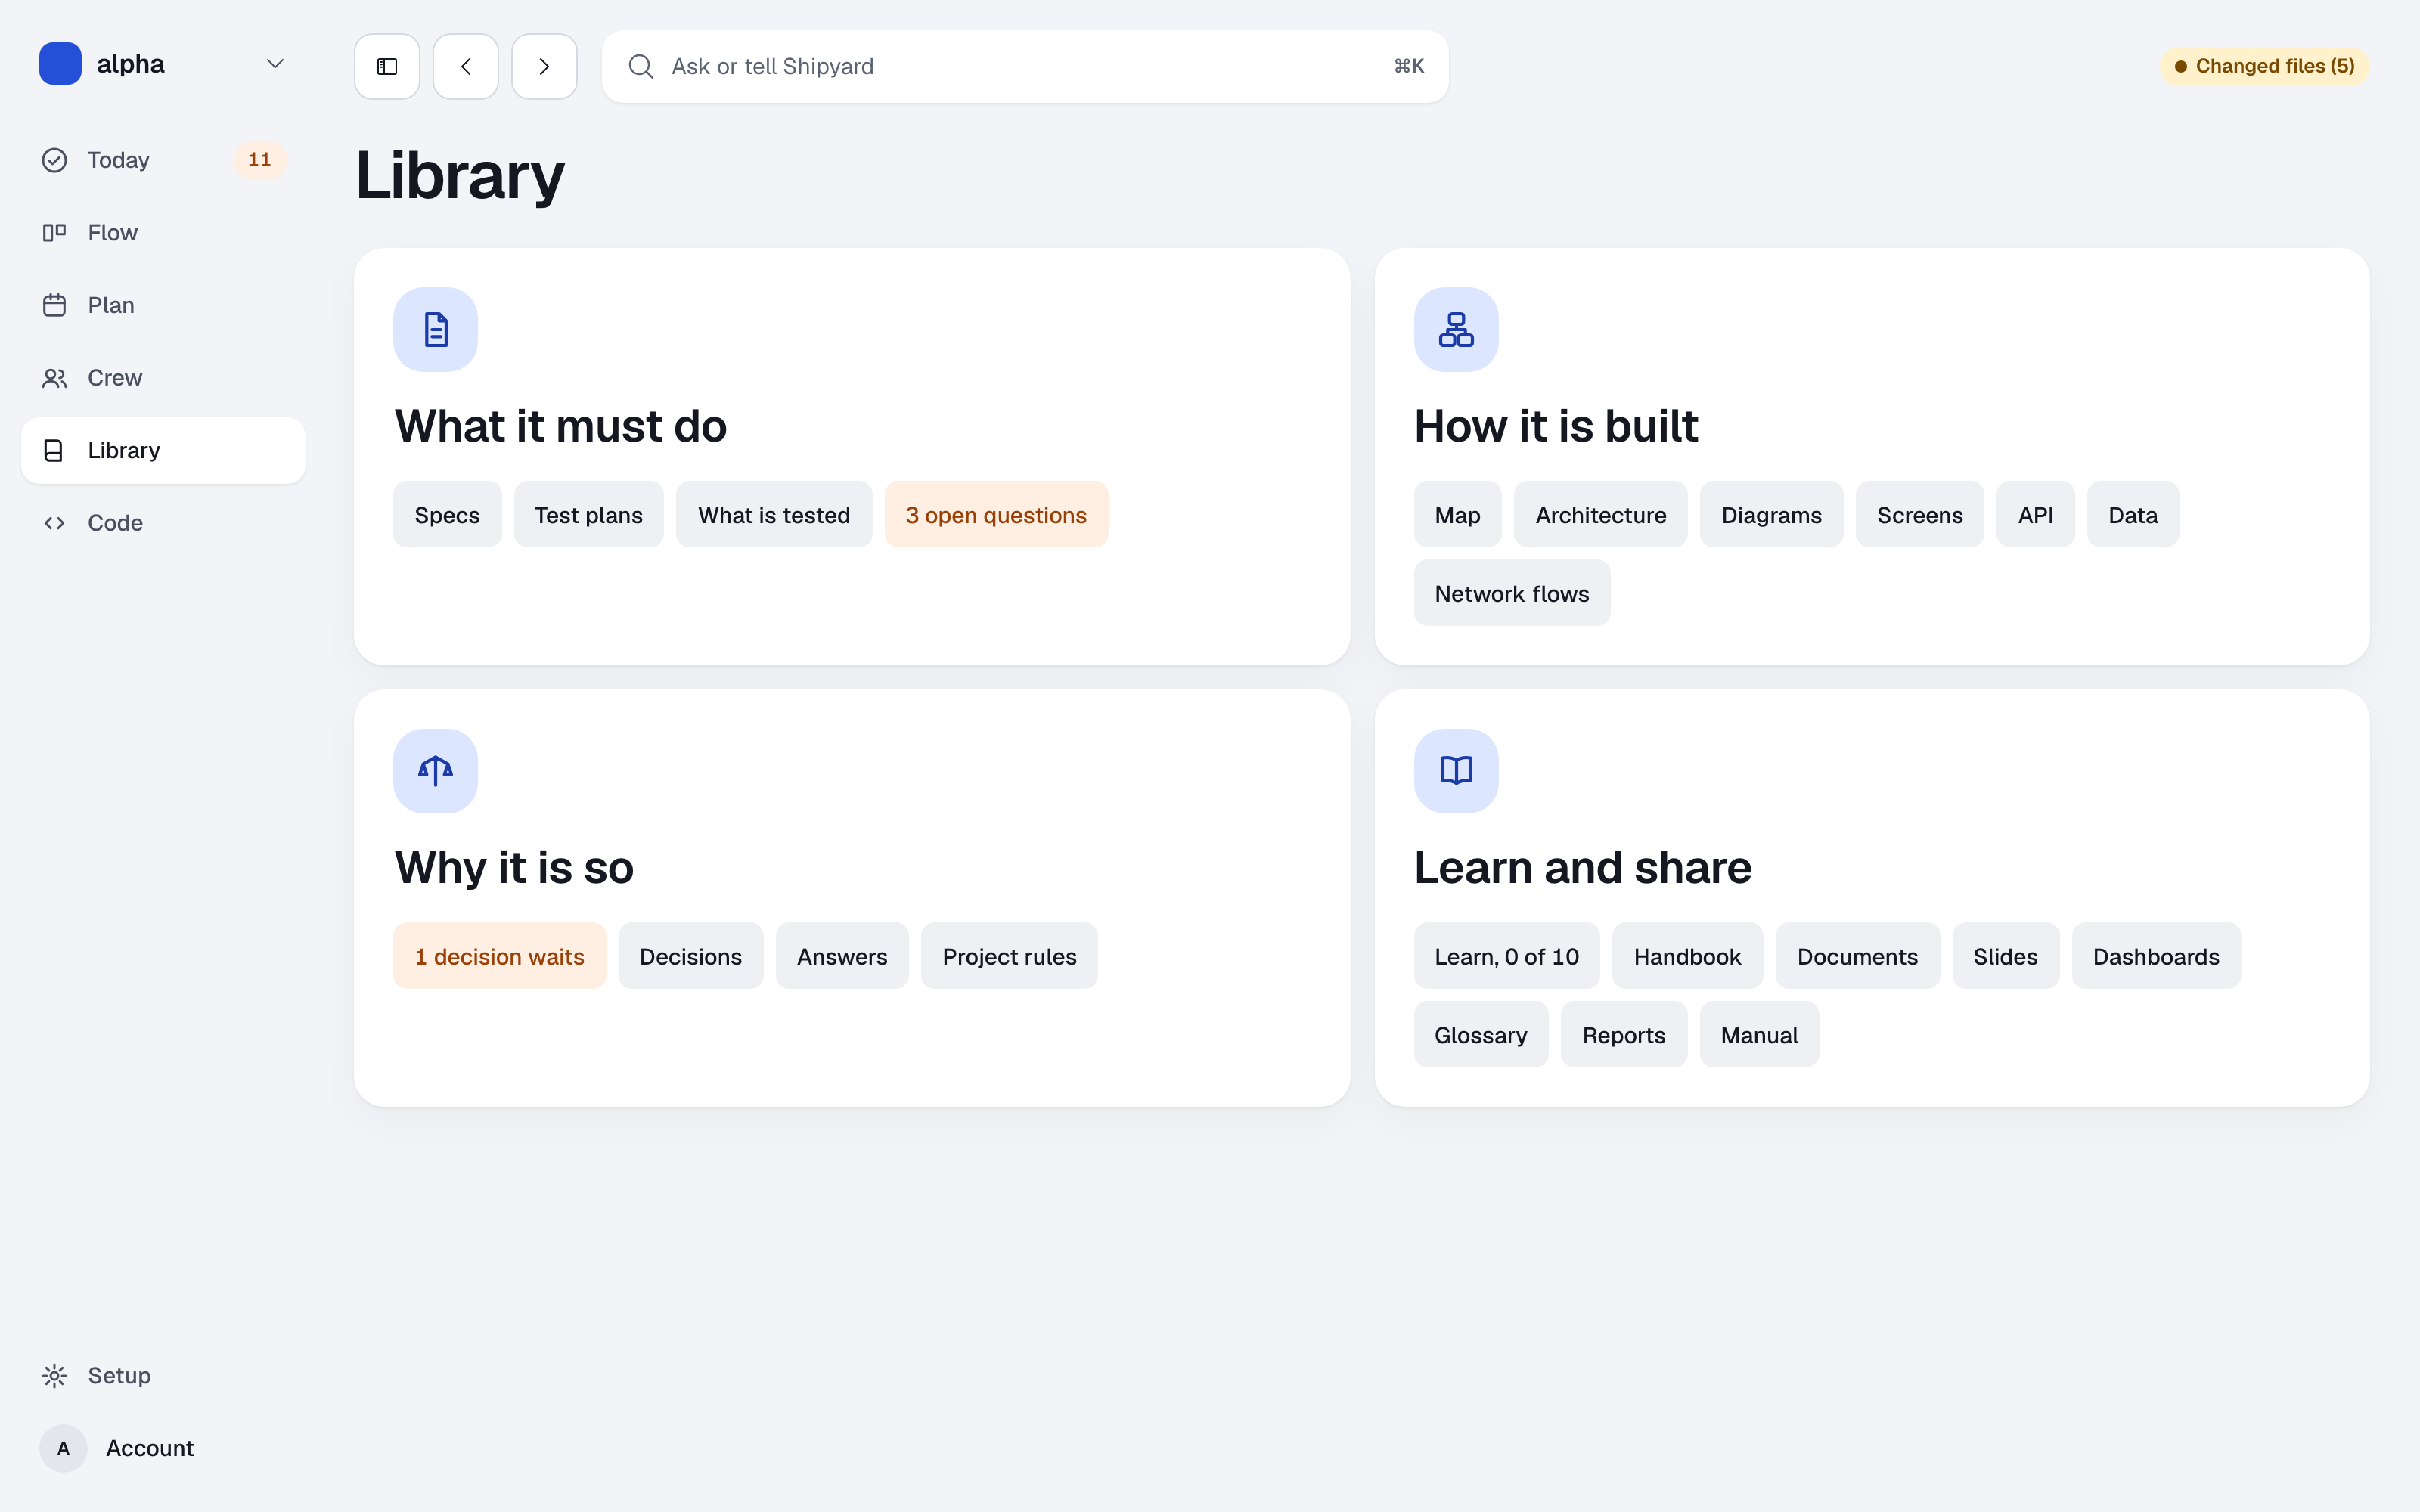 alpha
Today 11
Flow
Plan
Crew
Library
Code
Setup
A Account
Ask or tell Shipyard ⌘K
Changed files (5)
Library
What it must do
Specs Test plans What is tested 3 open questions
How it is built
Map Architecture Diagrams Screens API Data
Network flows
Why it is so
1 decision waits Decisions Answers Project rules
Learn and share
Learn, 0 of 10 Handbook Documents Slides Dashboards
Glossary Reports Manual